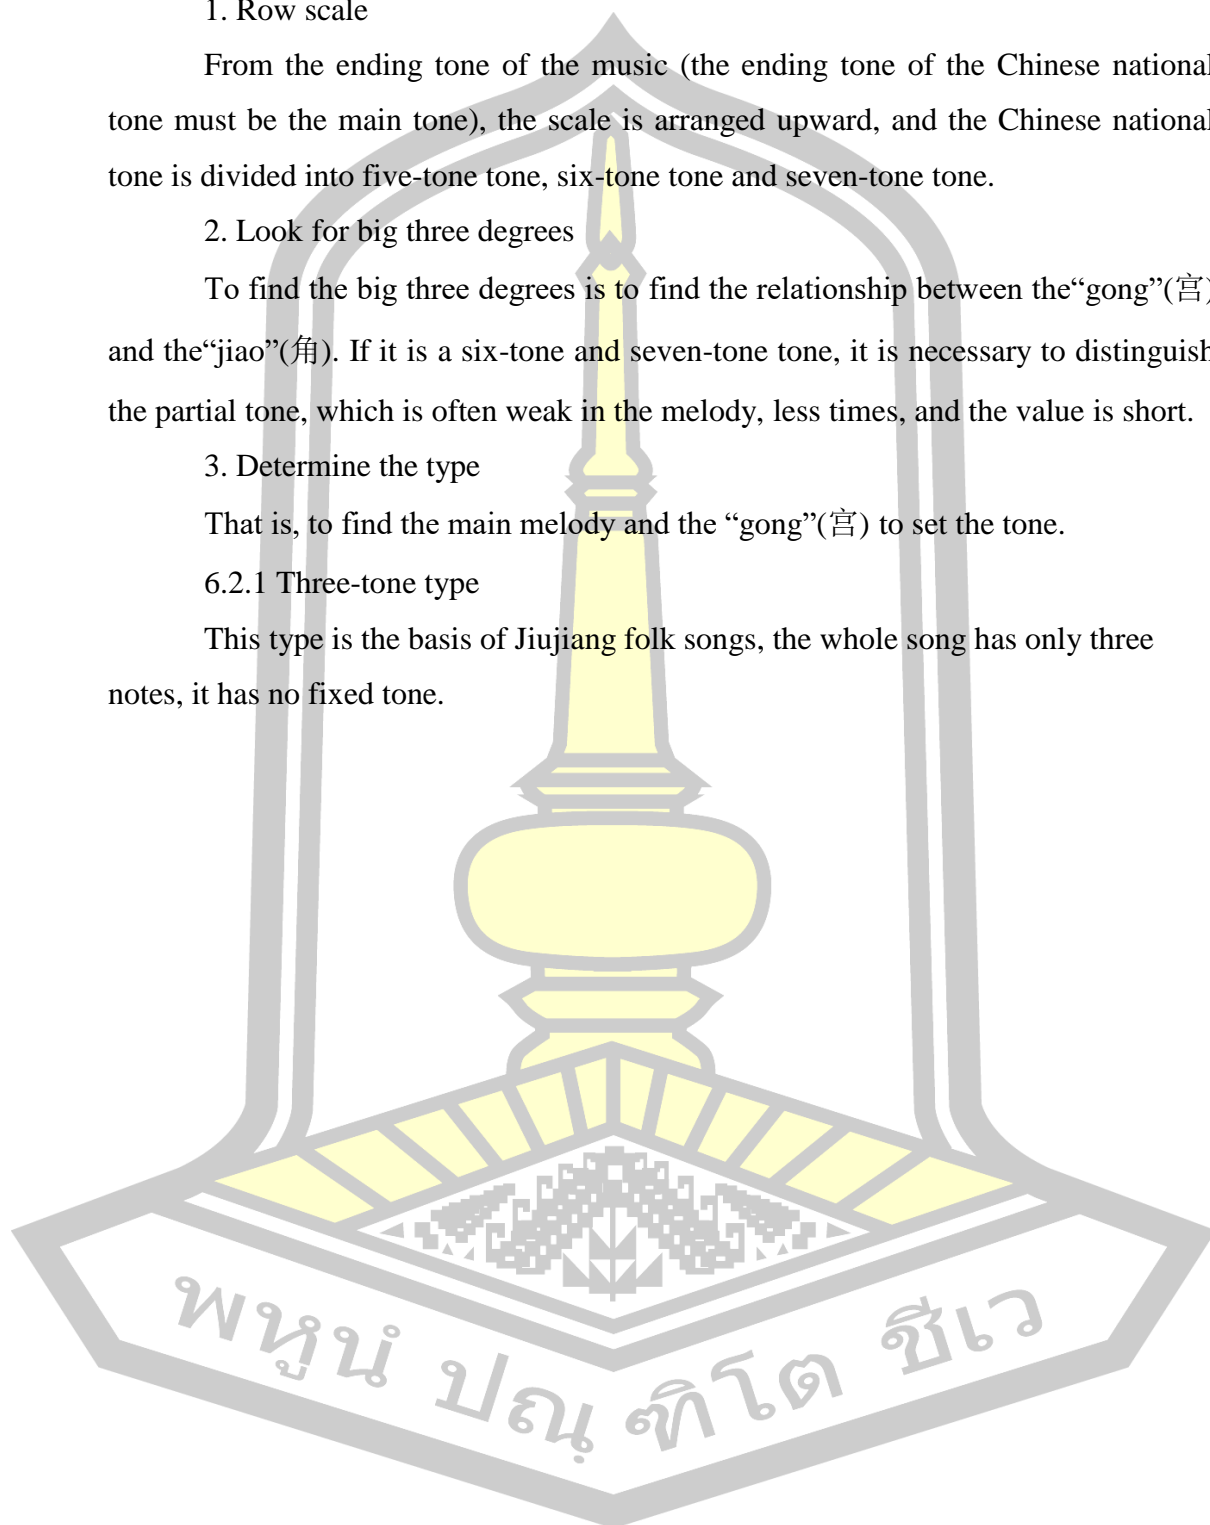 1. Row scale
From the ending tone of the music (the ending tone of the Chinese national
tone must be the main tone), the scale is arranged upward, and the Chinese national
tone is divided into five-tone tone, six-tone tone and seven-tone tone.
2. Look for big three degrees
To find the big three degrees is to find the relationship between the“gong”(宫)
and the“jiao”(角). If it is a six-tone and seven-tone tone, it is necessary to distinguish
the partial tone, which is often weak in the melody, less times, and the value is short.
3. Determine the type
That is, to find the main melody and the “gong”(宫) to set the tone.
6.2.1 Three-tone type
This type is the basis of Jiujiang folk songs, the whole song has only three
notes, it has no fixed tone.
พหูนํ ปณฺฑิโต ชีเว